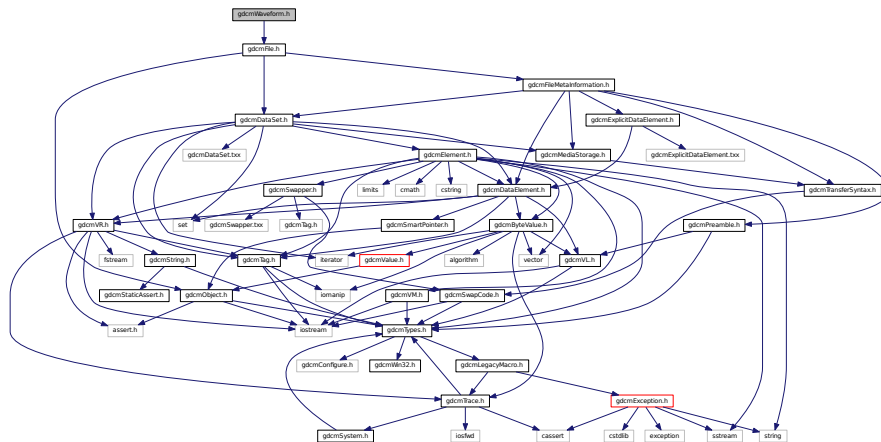 gdcmWaveform.h
gdcmFile.h
gdcmFileMetaInformation.h
gdcmDataSet.h
gdcmExplicitDataElement.h
gdcmDataSet.txx
gdcmElement.h
gdcmMediaStorage.h
gdcmExplicitDataElement.txx
gdcmSwapper.h
limits
cmath
cstring
gdcmDataElement.h
gdcmTransferSyntax.h
gdcmVR.h
set
gdcmSwapper.txx
gdcmTag.h
gdcmSmartPointer.h
gdcmByteValue.h
gdcmPreamble.h
fstream
gdcmString.h
gdcmTag.h
iterator
gdcmValue.h
algorithm
vector
gdcmVL.h
gdcmStaticAssert.h
gdcmObject.h
iomanip
gdcmVM.h
gdcmSwapCode.h
assert.h
iostream
gdcmTypes.h
gdcmConfigure.h
gdcmWin32.h
gdcmLegacyMacro.h
gdcmTrace.h
gdcmException.h
gdcmSystem.h
iosfwd
cassert
cstdlib
exception
sstream
string